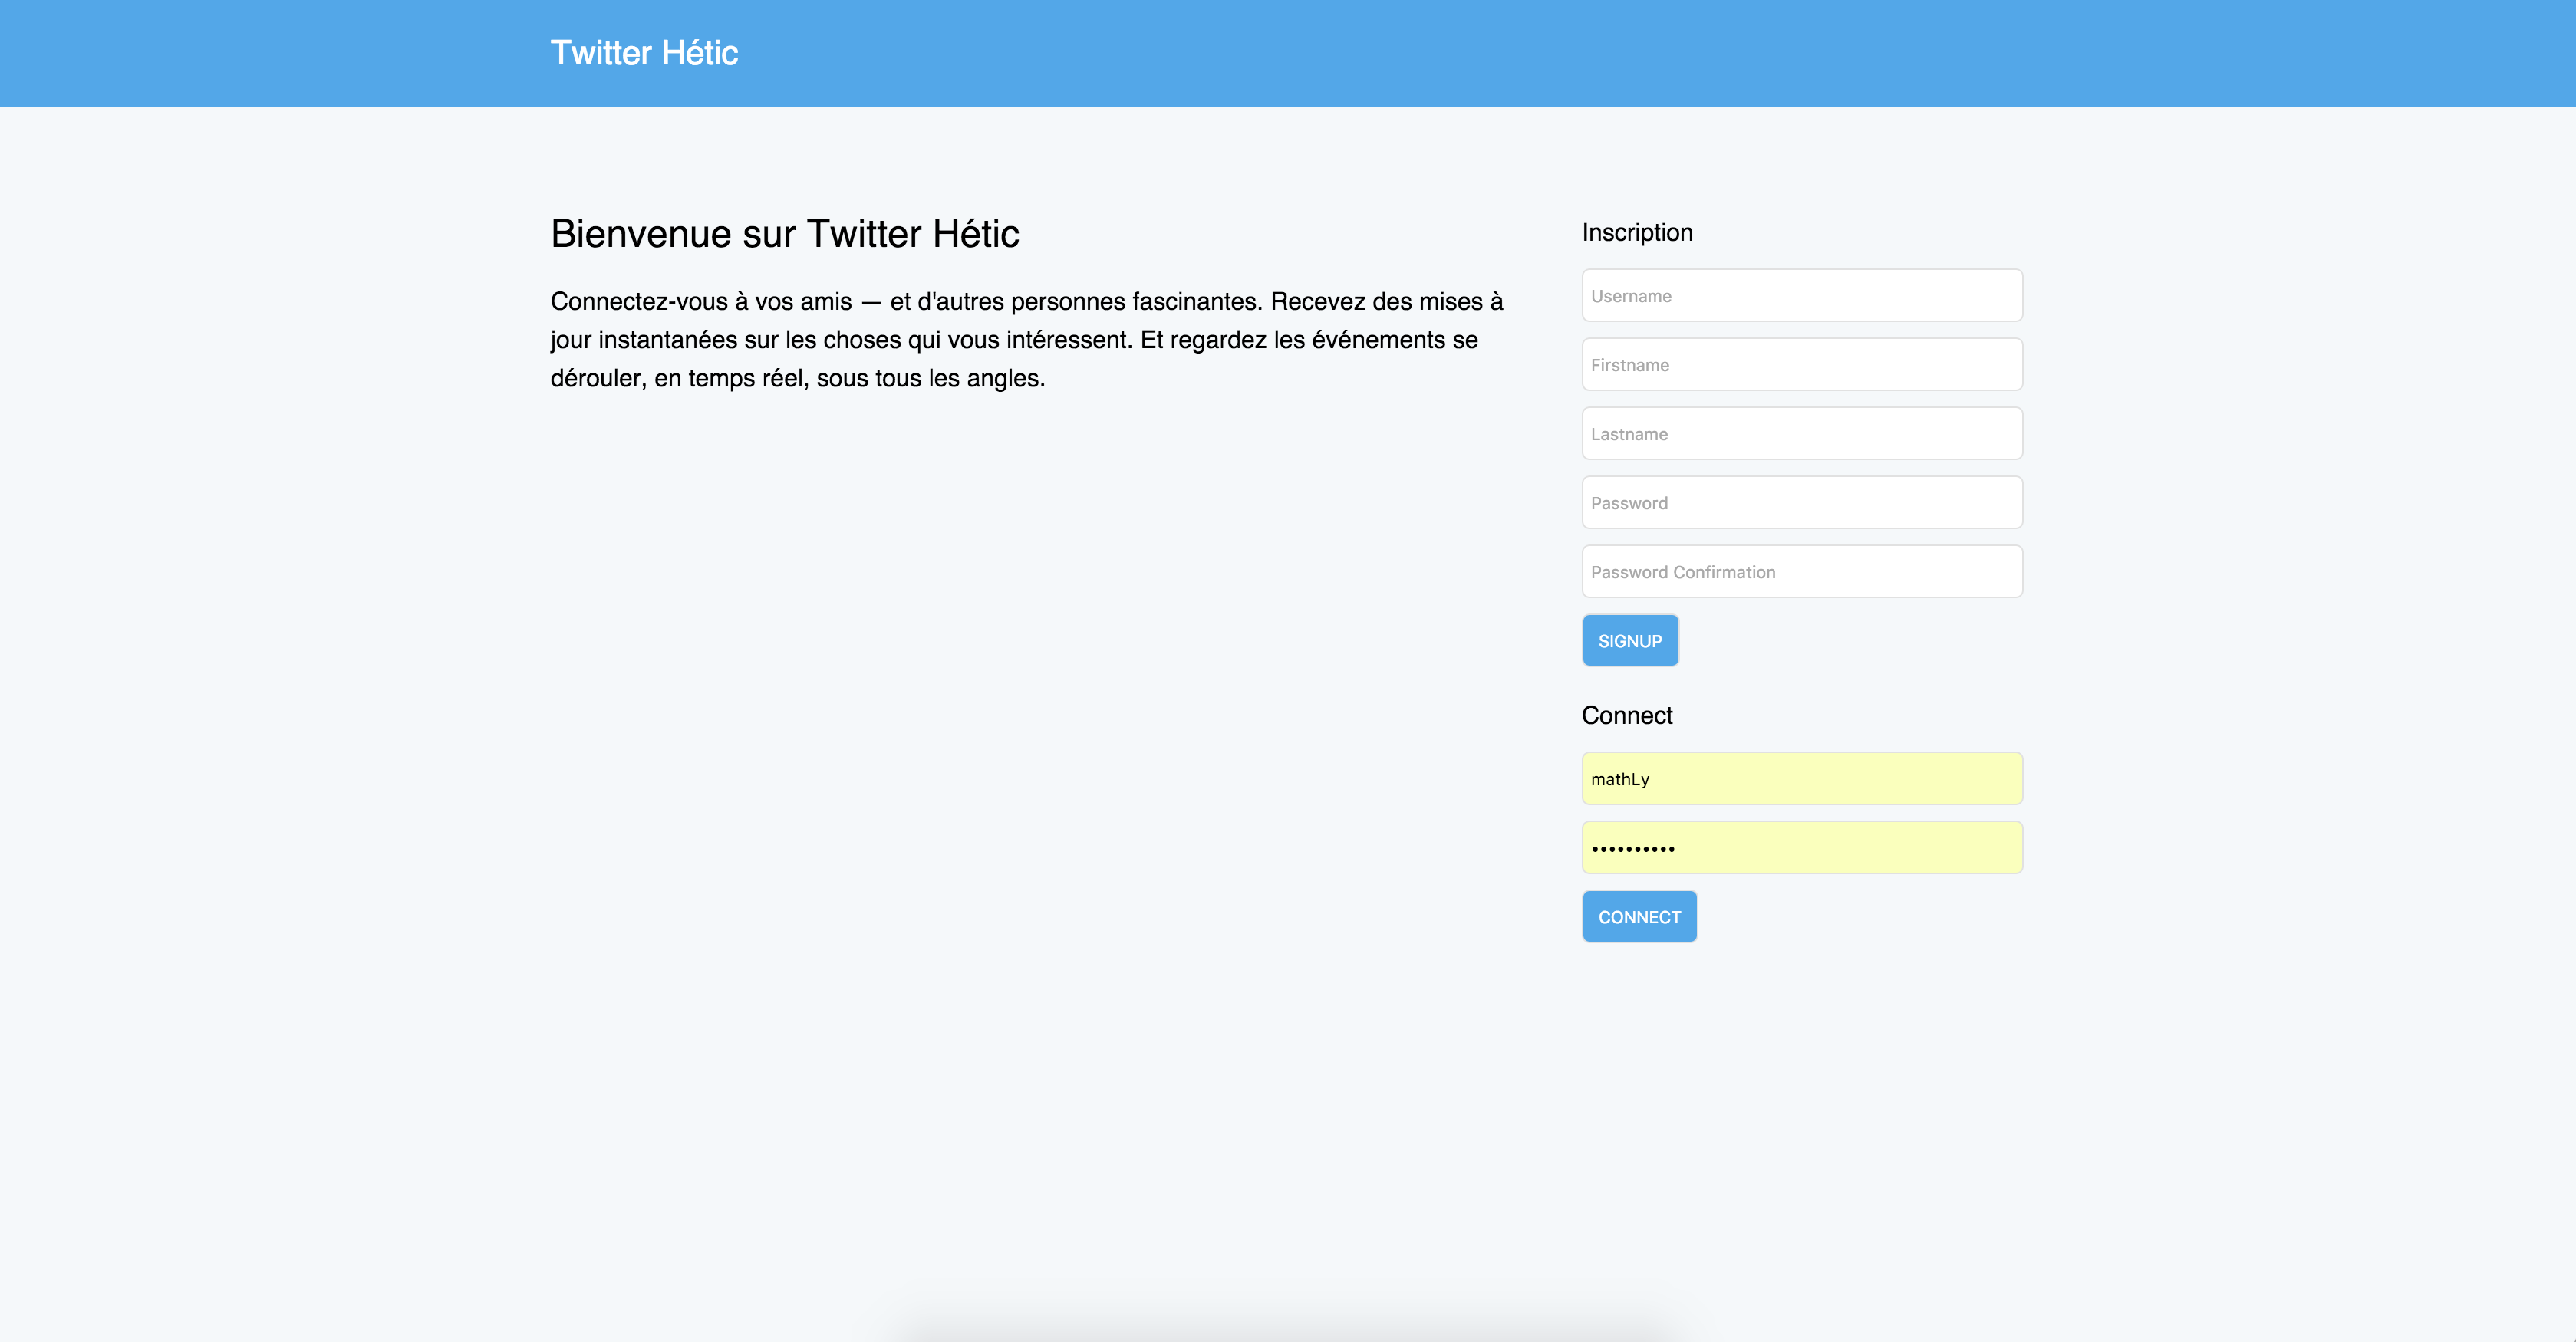 Twitter Hétic
Bienvenue sur Twitter Hétic
Connectez-vous à vos amis — et d'autres personnes fascinantes. Recevez des mises à
jour instantanées sur les choses qui vous intéressent. Et regardez les événements se
dérouler, en temps réel, sous tous les angles.
Inscription
Username
Firstname
Lastname
Password
Password Confirmation
SIGNUP
Connect
mathLy
••••••••••
CONNECT